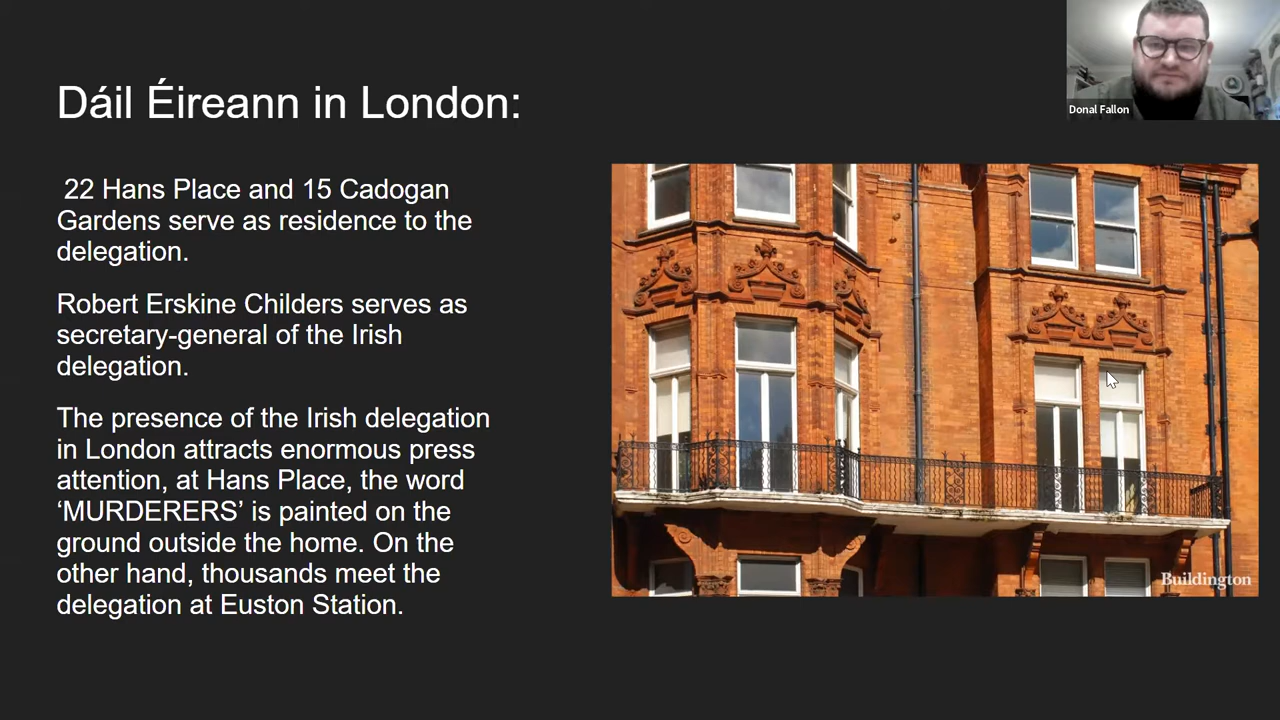 Dáil Éireann in London:
Donal Fallon
22 Hans Place and 15 Cadogan
Gardens serve as residence to the
delegation.
Robert Erskine Childers serves as
secretary-general of the Irish
delegation.
The presence of the Irish delegation
in London attracts enormous press
attention, at Hans Place, the word
‘MURDERERS’ is painted on the
ground outside the home. On the
other hand, thousands meet the
delegation at Euston Station.
Buildington